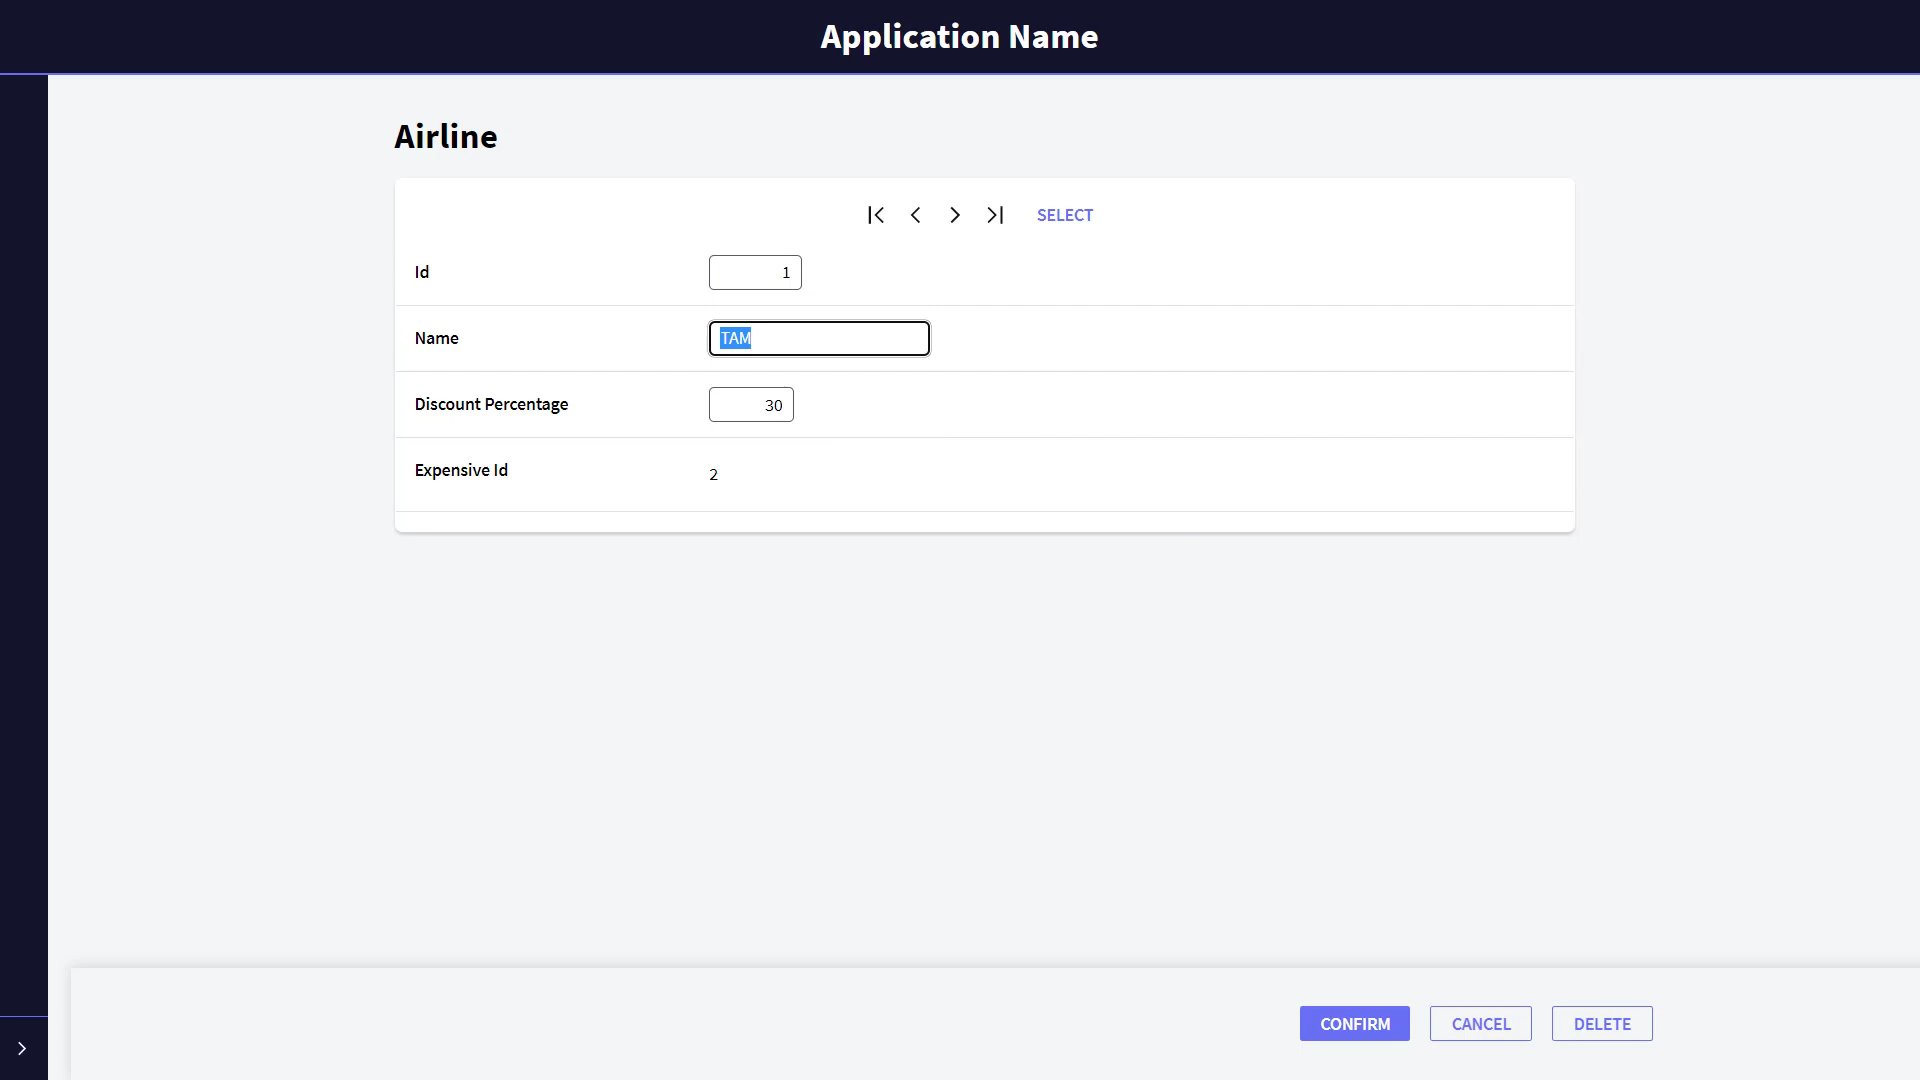 Application Name
Airline
SELECT
Id 1
Name TAM
Discount Percentage 30
Expensive Id 2
CONFIRM CANCEL DELETE